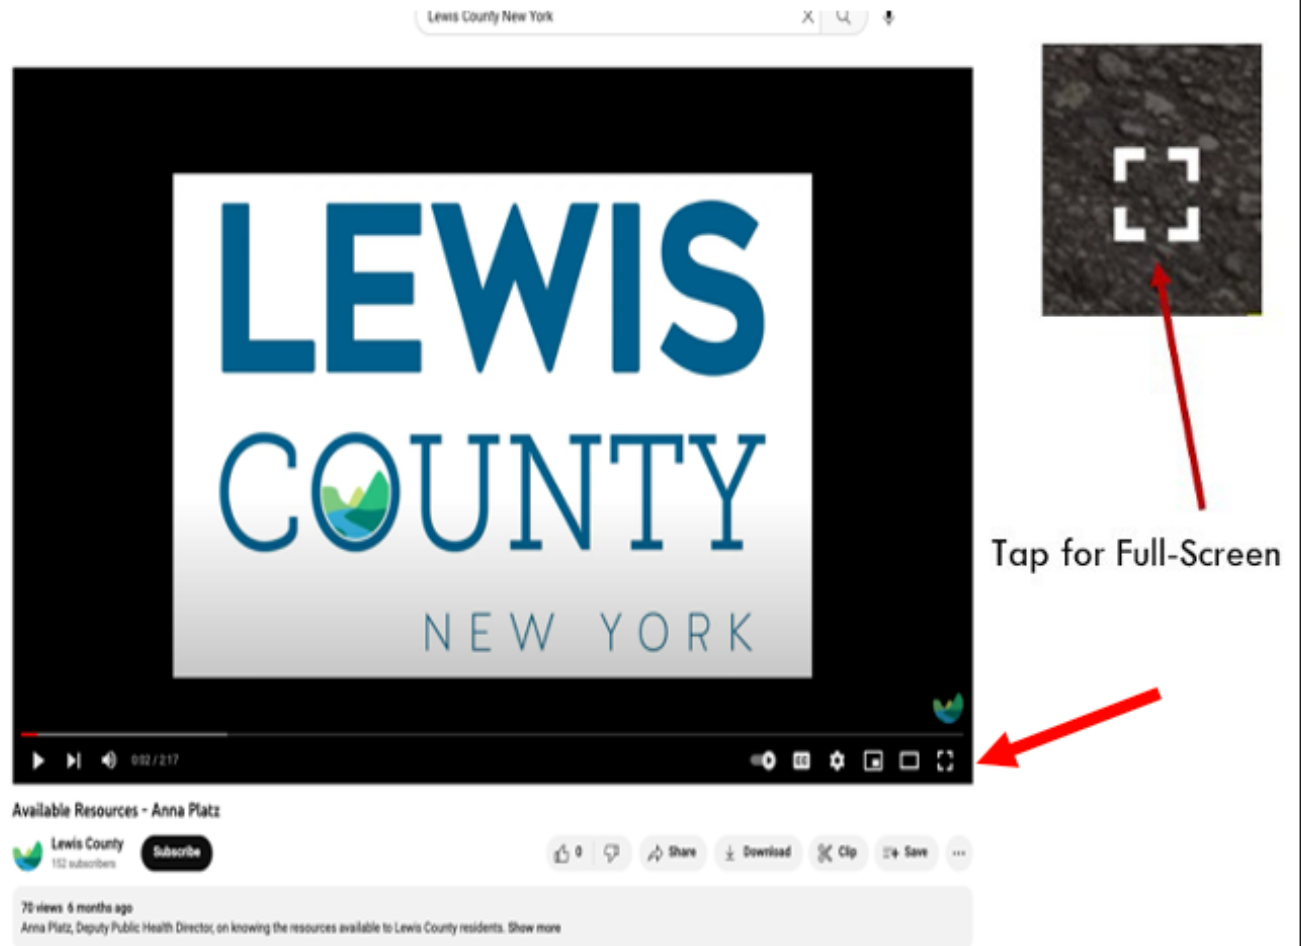 Lewis County New York
LEWIS
COUNTY
NEW YORK
Tap for Full-Screen
0:02 / 2:17
CC
Available Resources - Anna Platz
Lewis County
152 subscribers
Subscribe
0
Share
Download
Clip
Save
70 views 6 months ago
Anna Platz, Deputy Public Health Director, on knowing the resources available to Lewis County residents. Show more